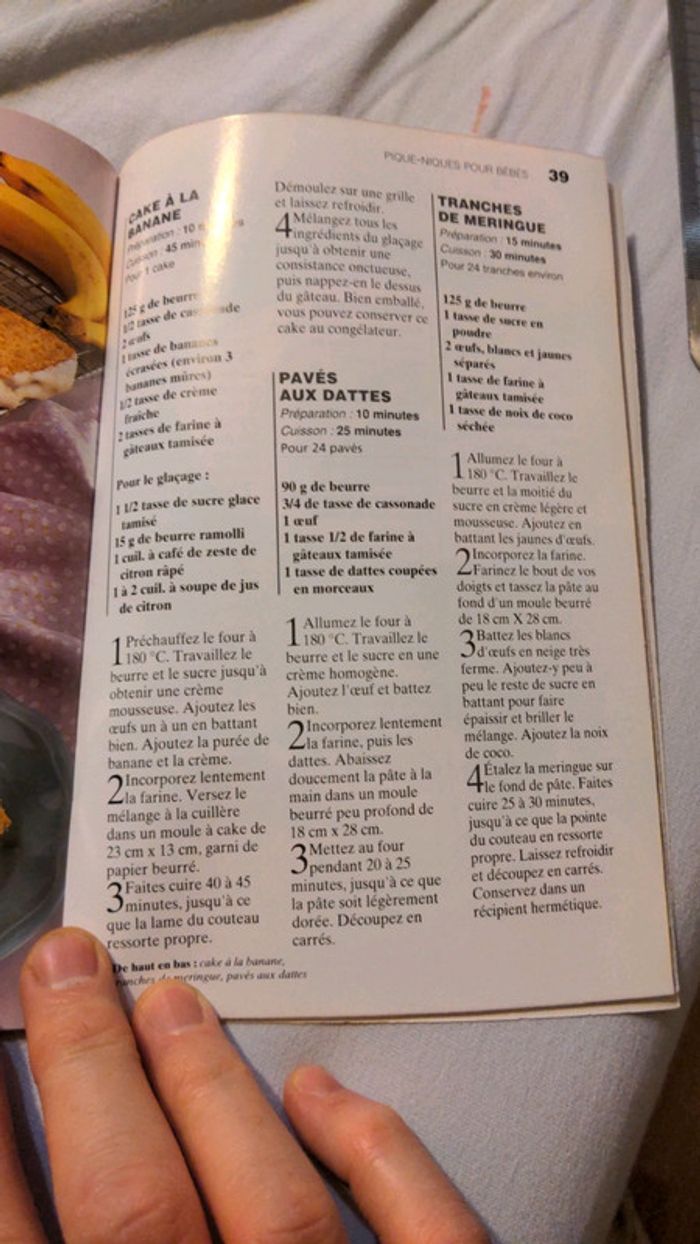 PIQUE-NIQUES POUR BÉBÉS 39
CAKE À LA
BANANE
Préparation : 10
Cuisson : 45 min
Pour 1 cake
125 g de beurre
1/2 tasse de cassonade
2 œufs
1 tasse de bananes
écrasées (environ 3
bananes mûres)
1/2 tasse de crème
fraîche
2 tasses de farine à
gâteaux tamisée
Pour le glaçage :
1 1/2 tasse de sucre glace
tamisé
15 g de beurre ramolli
1 cuil. à café de zeste de
citron râpé
1 à 2 cuil. à soupe de jus
de citron
1 Préchauffez le four à
180 °C. Travaillez le
beurre et le sucre jusqu'à
obtenir une crème
mousseuse. Ajoutez les
œufs un à un en battant
bien. Ajoutez la purée de
banane et la crème.
2 Incorporez lentement
la farine. Versez le
mélange à la cuillère
dans un moule à cake de
23 cm x 13 cm, garni de
papier beurré.
3 Faites cuire 40 à 45
minutes, jusqu'à ce
que la lame du couteau
ressorte propre.
Démoulez sur une grille
et laissez refroidir.
4 Mélangez tous les
ingrédients du glaçage
jusqu'à obtenir une
consistance onctueuse,
puis nappez-en le dessus
du gâteau. Bien emballé,
vous pouvez conserver ce
cake au congélateur.
PAVÉS
AUX DATTES
Préparation : 10 minutes
Cuisson : 25 minutes
Pour 24 pavés
90 g de beurre
3/4 de tasse de cassonade
1 œuf
1 tasse 1/2 de farine à
gâteaux tamisée
1 tasse de dattes coupées
en morceaux
1 Allumez le four à
180 °C. Travaillez le
beurre et le sucre en une
crème homogène.
Ajoutez l'œuf et battez
bien.
2 Incorporez lentement
la farine, puis les
dattes. Abaissez
doucement la pâte à la
main dans un moule
beurré peu profond de
18 cm x 28 cm.
3 Mettez au four
pendant 20 à 25
minutes, jusqu'à ce que
la pâte soit légèrement
dorée. Découpez en
carrés.
TRANCHES
DE MERINGUE
Préparation : 15 minutes
Cuisson : 30 minutes
Pour 24 tranches environ
125 g de beurre
1 tasse de sucre en
poudre
2 œufs, blancs et jaunes
séparés
1 tasse de farine à
gâteaux tamisée
1 tasse de noix de coco
séchée
1 Allumez le four à
180 °C. Travaillez le
beurre et la moitié du
sucre en crème légère et
mousseuse. Ajoutez en
battant les jaunes d'œufs.
2 Incorporez la farine.
Farinez le bout de vos
doigts et tassez la pâte au
fond d'un moule beurré
de 18 cm X 28 cm.
3 Battez les blancs
d'œufs en neige très
ferme. Ajoutez-y peu à
peu le reste de sucre en
battant pour faire
épaissir et briller le
mélange. Ajoutez la noix
de coco.
4 Étalez la meringue sur
le fond de pâte. Faites
cuire 25 à 30 minutes,
jusqu'à ce que la pointe
du couteau en ressorte
propre. Laissez refroidir
et découpez en carrés.
Conservez dans un
récipient hermétique.
De haut en bas : cake à la banane,
tranches de meringue, pavés aux dattes